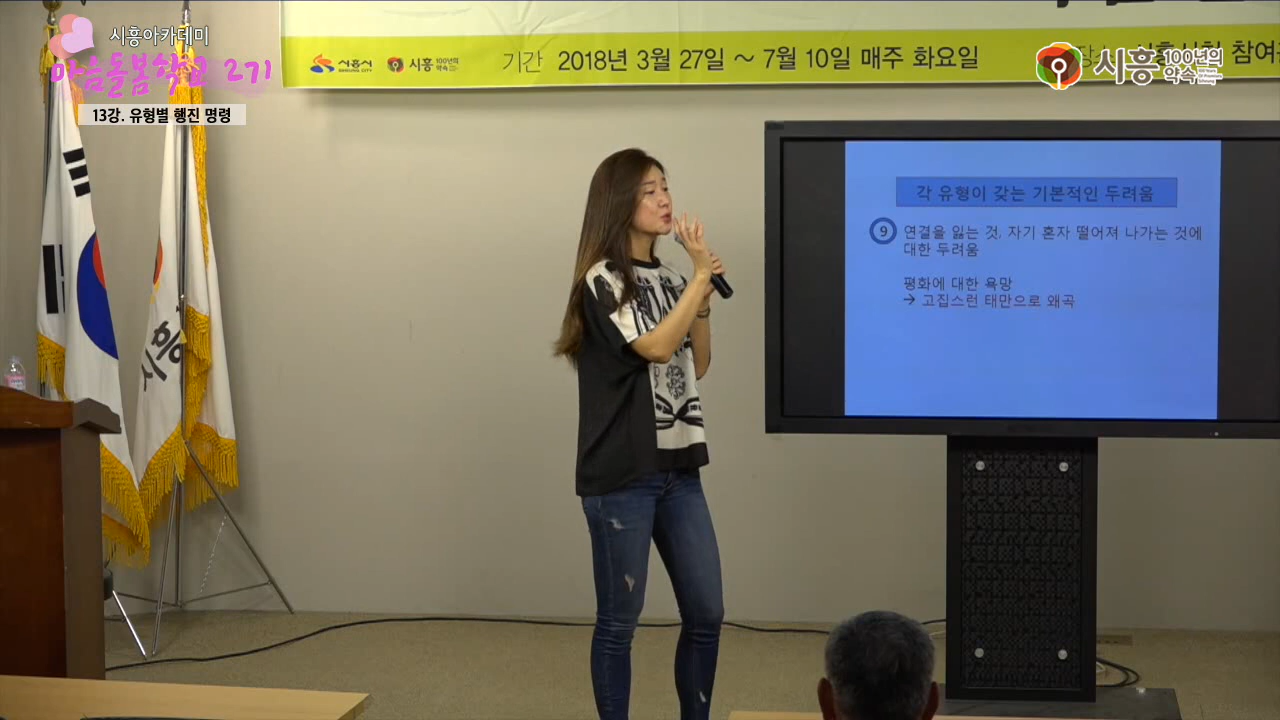 시흥아카데미
마음돌봄학교 2기
13강. 유형별 행진 명령
시흥시
SIHEUNG CITY
시흥 100년의 약속
기간 2018년 3월 27일 ~ 7월 10일 매주 화요일
시흥 100년의 약속
참여
각 유형이 갖는 기본적인 두려움
9 연결을 잃는 것, 자기 혼자 떨어져 나가는 것에
대한 두려움
평화에 대한 욕망
→ 고집스런 태만으로 왜곡
시흥